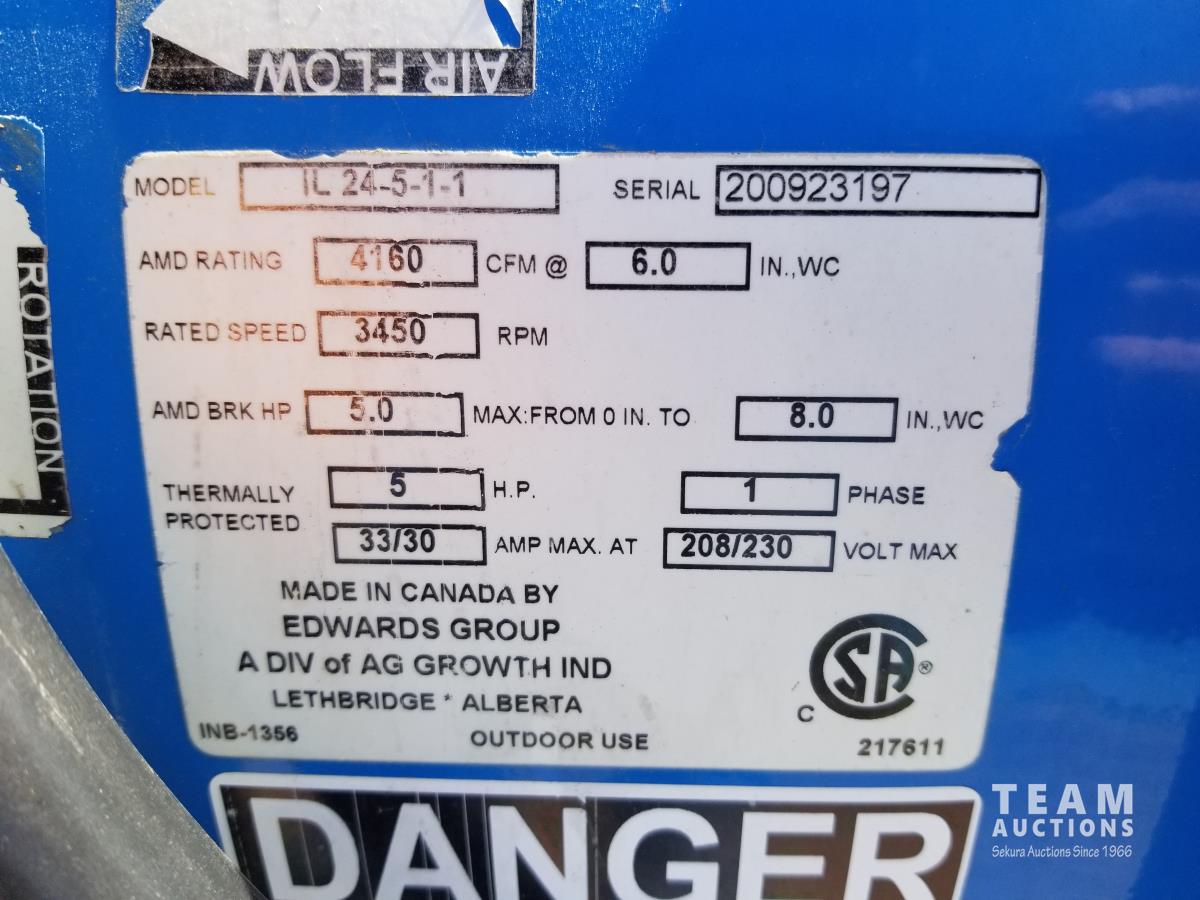 AIR FLOW
ROTATION
MODEL IL 24-5-1-1 SERIAL 200923197
AMD RATING 4160 CFM @ 6.0 IN.,WC
RATED SPEED 3450 RPM
AMD BRK HP 5.0 MAX:FROM 0 IN. TO 8.0 IN.,WC
THERMALLY PROTECTED 5 H.P. 1 PHASE
33/30 AMP MAX. AT 208/230 VOLT MAX
MADE IN CANADA BY
EDWARDS GROUP
A DIV of AG GROWTH IND
LETHBRIDGE * ALBERTA
C SA ®
INB-1356 OUTDOOR USE 217611
DANGER
TEAM
AUCTIONS
Sekura Auctions Since 1966